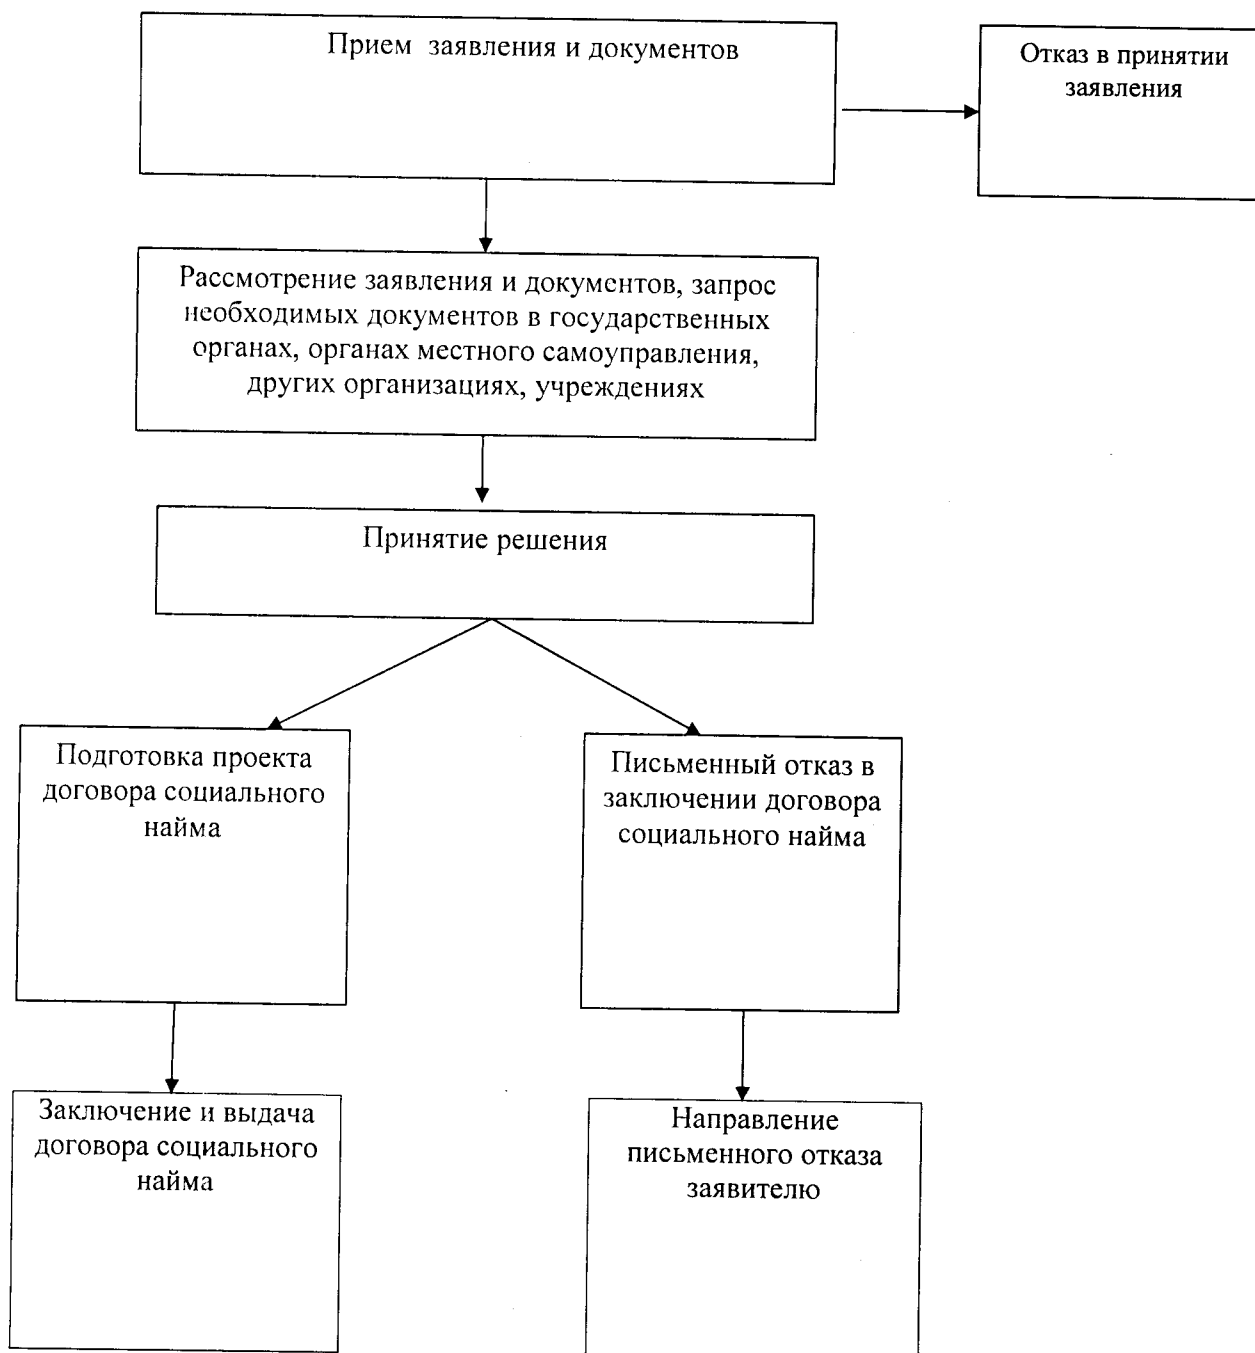 Прием заявления и документов
Отказ в принятии
заявления
Рассмотрение заявления и документов, запрос
необходимых документов в государственных
органах, органах местного самоуправления,
других организациях, учреждениях
Принятие решения
Подготовка проекта
договора социального
найма
Письменный отказ в
заключении договора
социального найма
Заключение и выдача
договора социального
найма
Направление
письменного отказа
заявителю